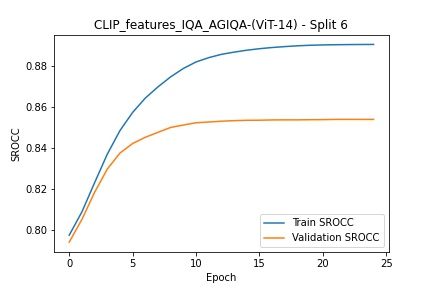 CLIP_features_IQA_AGIQA-(ViT-14) - Split 6
SROCC
0.88
0.86
0.84
0.82
0.80
Train SROCC
Validation SROCC
0 5 10 15 20 25
Epoch